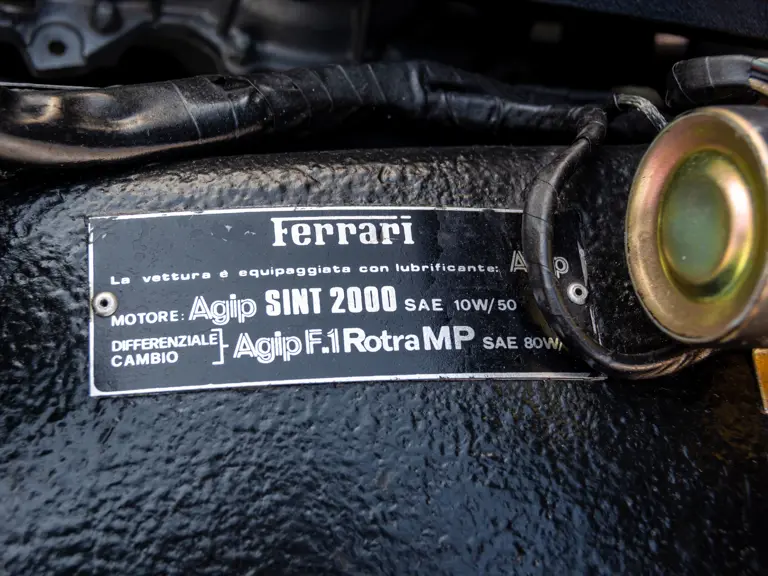 Ferrari
La vettura é equipaggiata con lubrificante:
MOTORE: Agip SINT 2000 SAE 10W/50
DIFFERENZIALE CAMBIO } Agip F.1 Rotra MP SAE 80W/